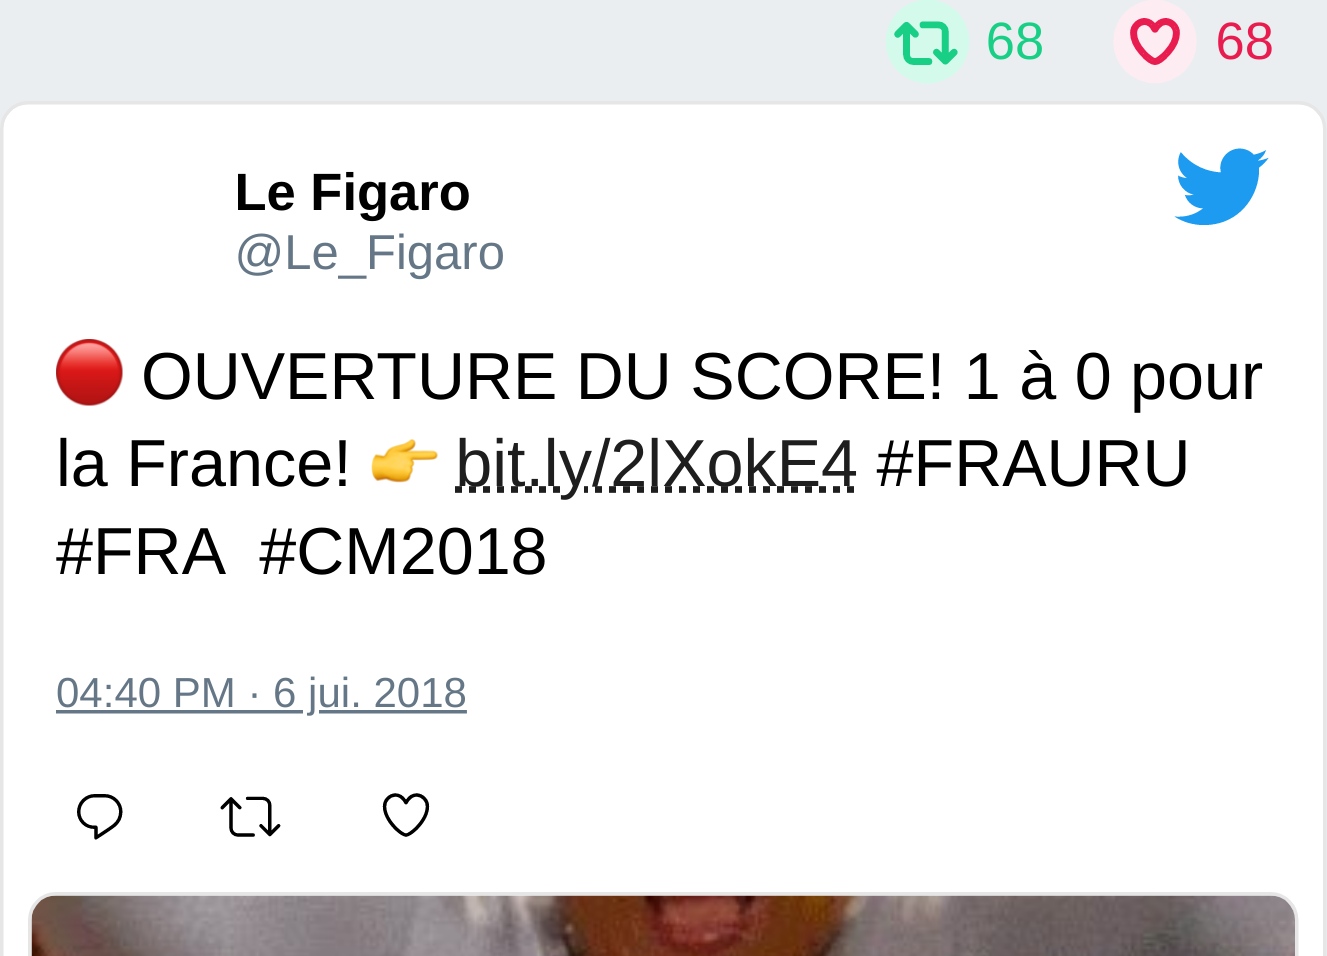 68 68
Le Figaro
@Le_Figaro
🔴 OUVERTURE DU SCORE! 1 à 0 pour
la France! 👉 bit.ly/2lXokE4 #FRAURU
#FRA #CM2018
04:40 PM · 6 jui. 2018